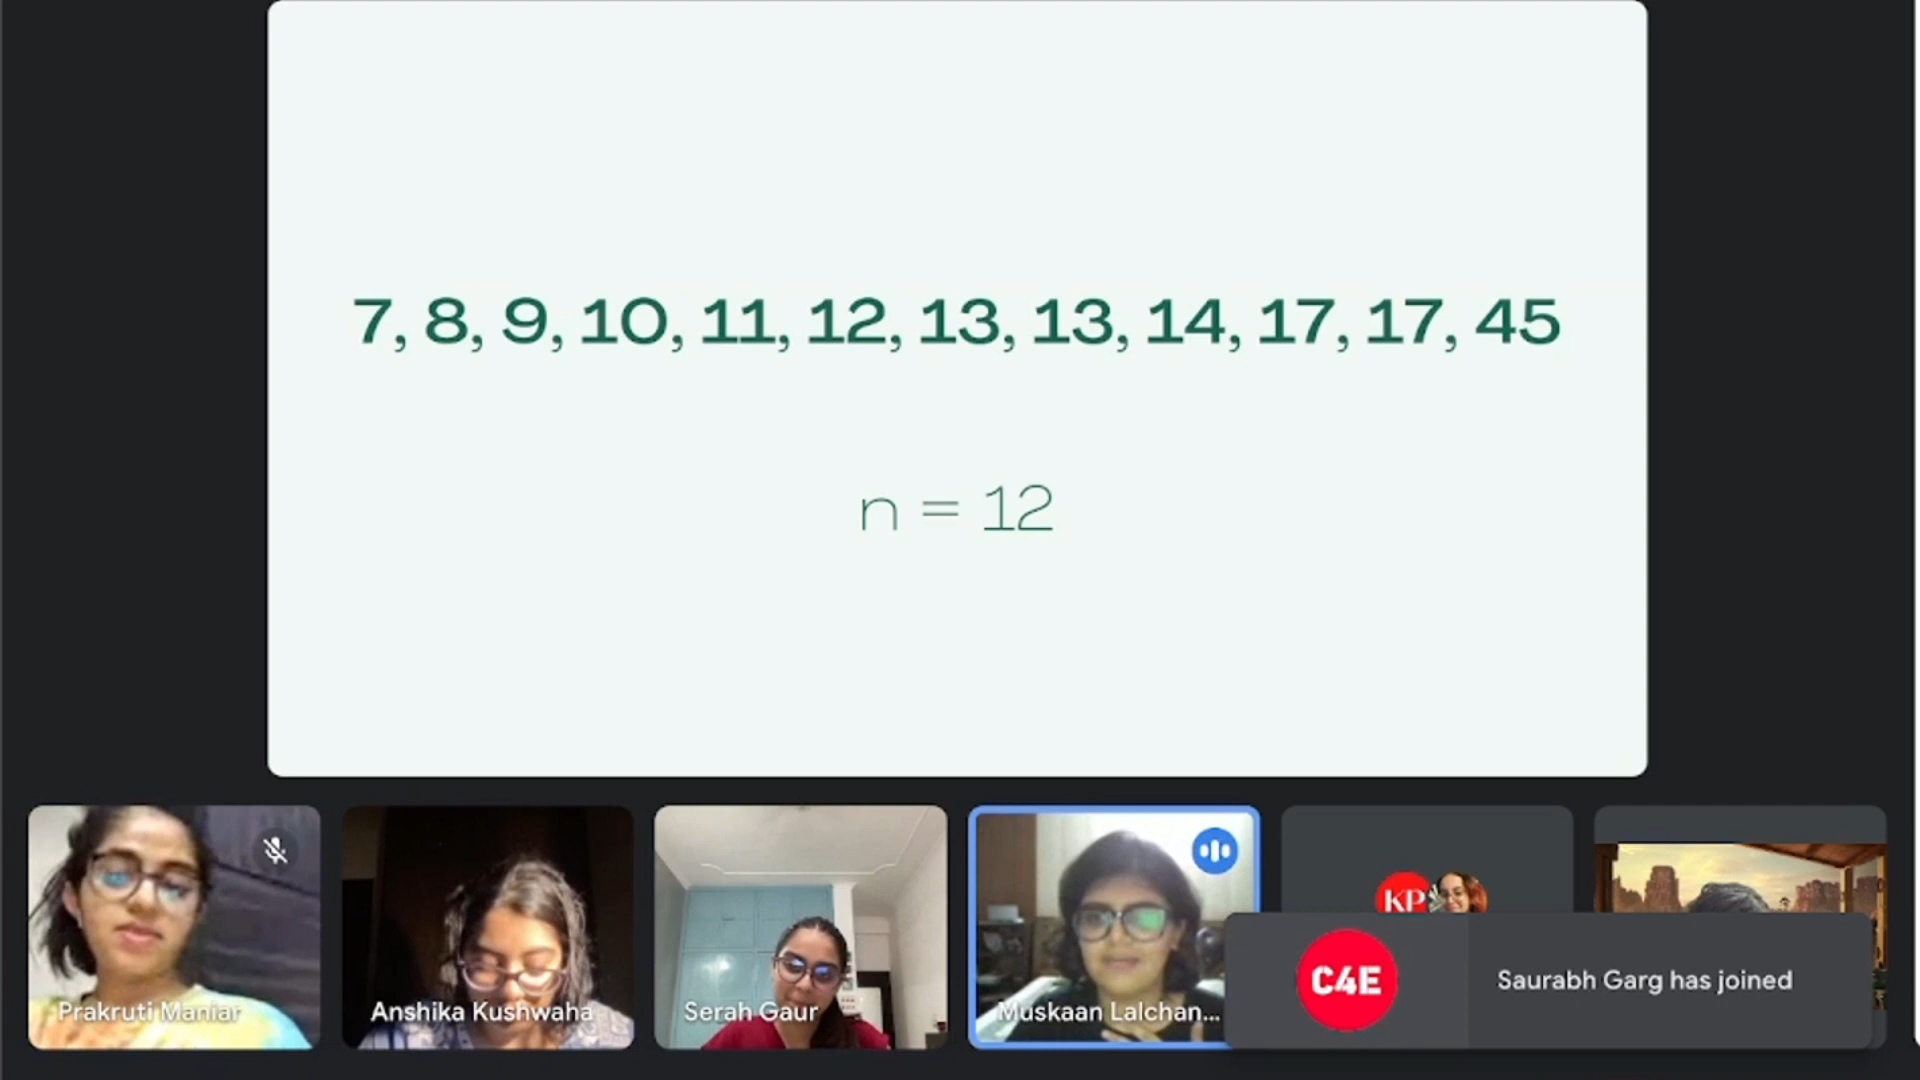 7, 8, 9, 10, 11, 12, 13, 13, 14, 17, 17, 45
n = 12
Prakruti Maniar
Anshika Kushwaha
Serah Gaur
Muskaan Lalchan...
KP
C4E
Saurabh Garg has joined